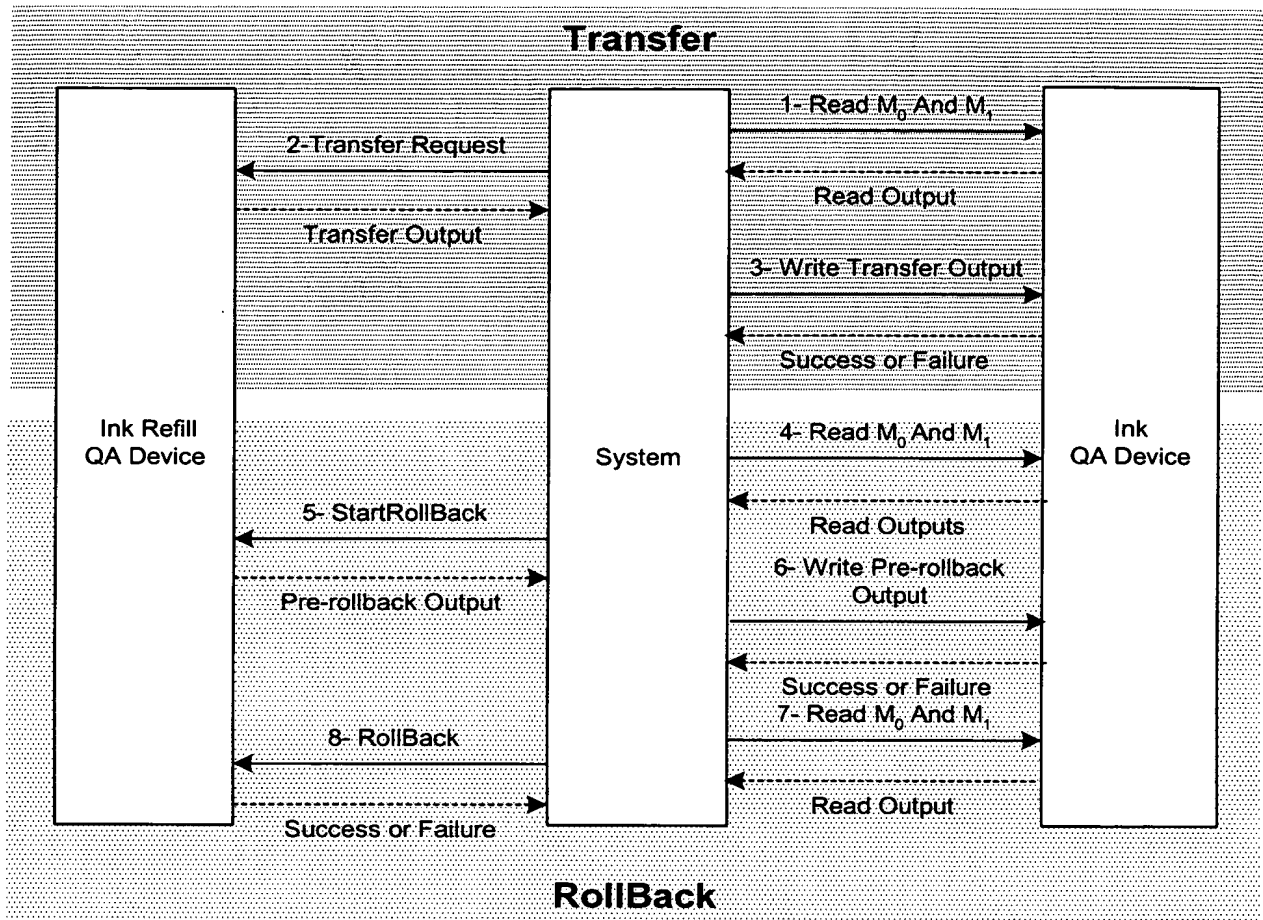 Transfer
1- Read M₀ And M₁
2-Transfer Request
Read Output
Transfer Output
3- Write Transfer Output
Success or Failure
Ink Refill
QA Device
System
Ink
QA Device
4- Read M₀ And M₁
Read Outputs
5- StartRollBack
Pre-rollback Output
6- Write Pre-rollback
Output
Success or Failure
7- Read M₀ And M₁
8- RollBack
Read Output
Success or Failure
RollBack